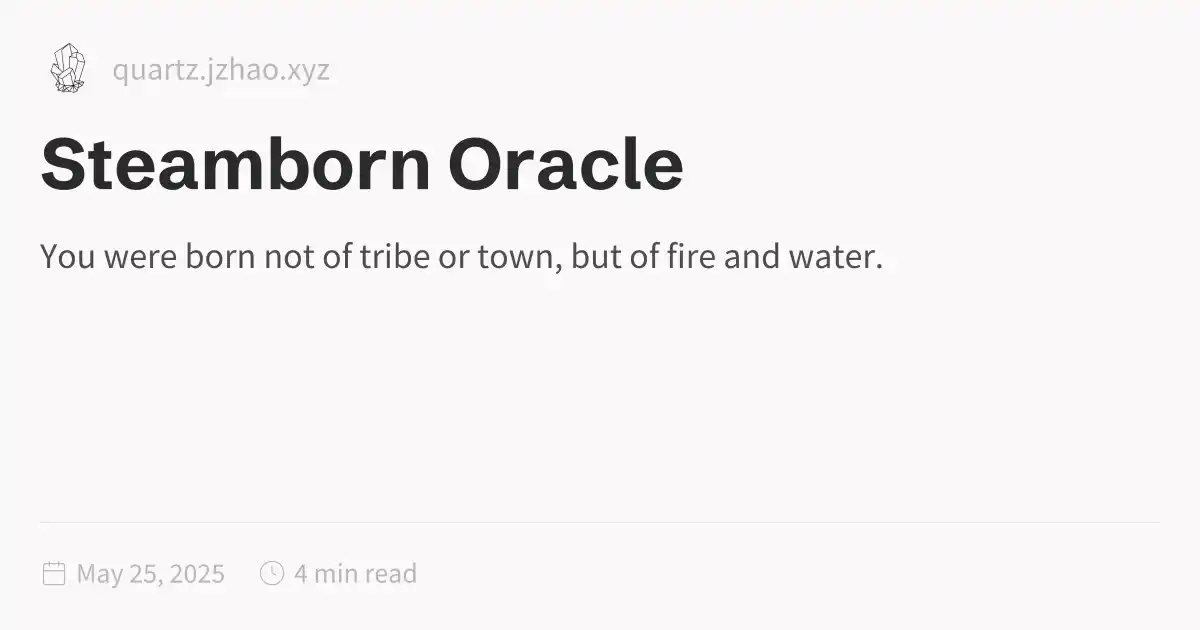 quartz.jzhao.xyz
Steamborn Oracle
You were born not of tribe or town, but of fire and water.
May 25, 2025 4 min read